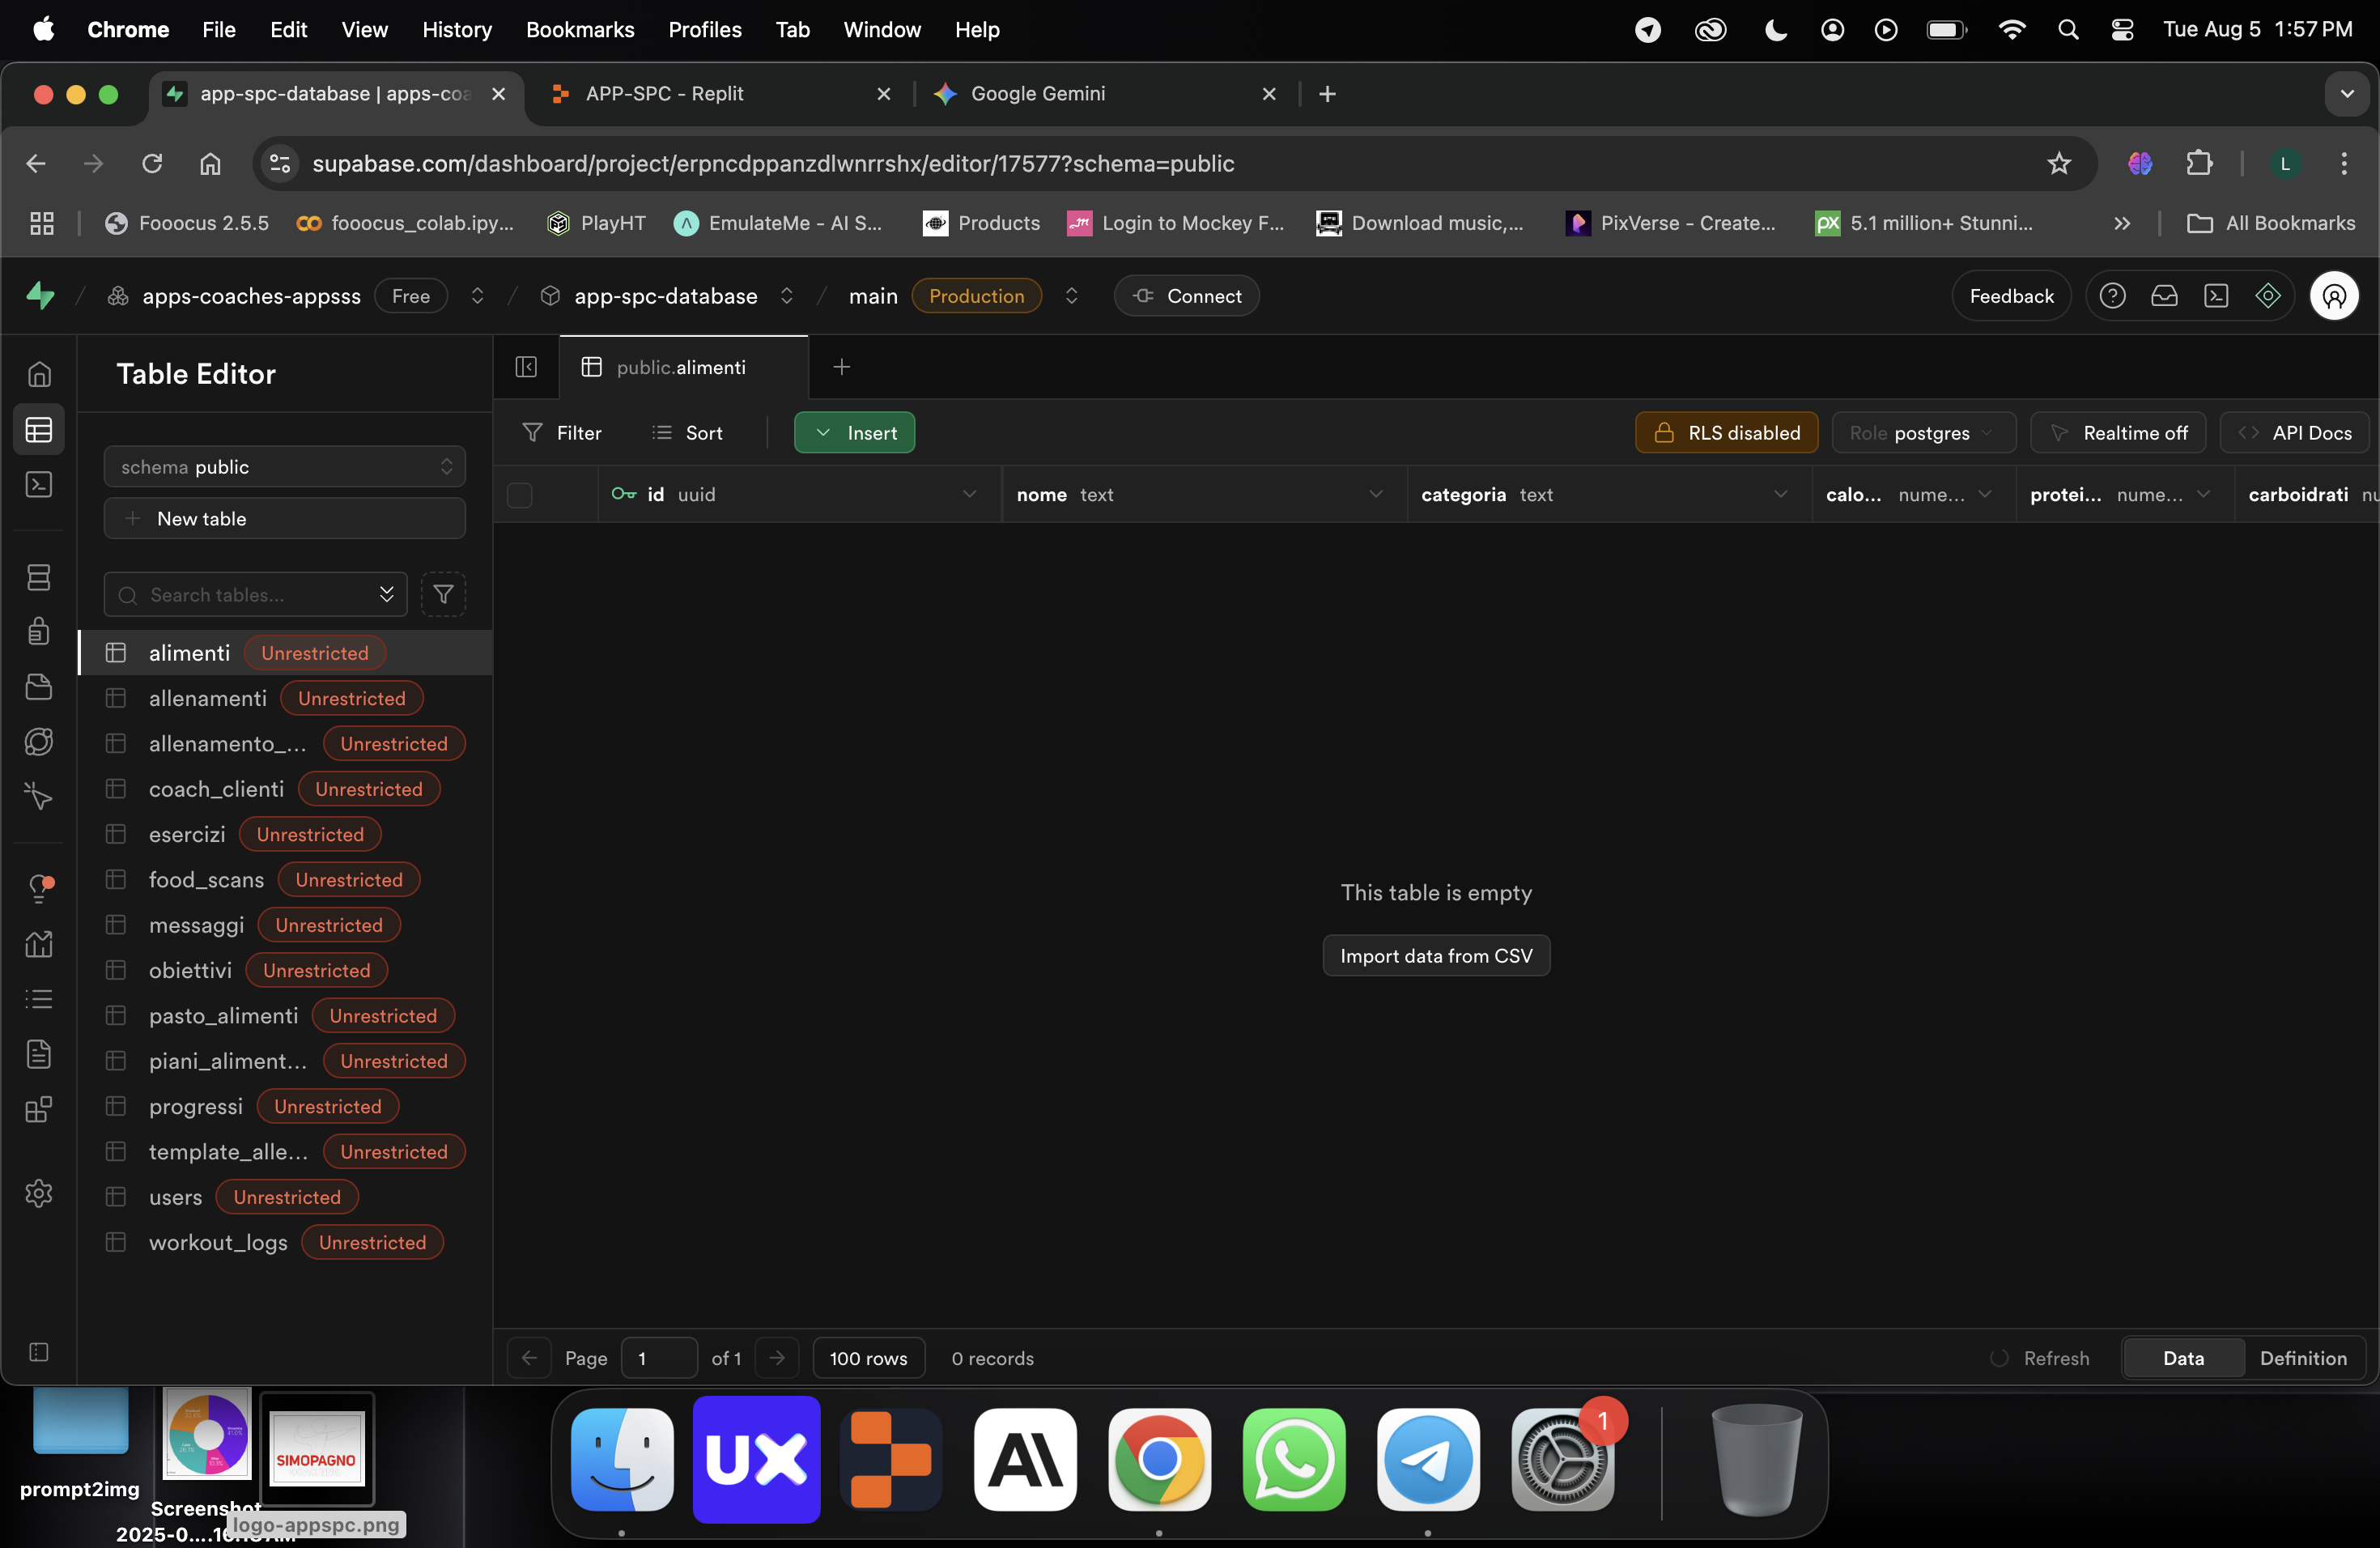 Chrome File Edit View History Bookmarks Profiles Tab Window Help Tue Aug 5 1:57 PM
app-spc-database | apps-coa APP-SPC - Replit Google Gemini
supabase.com/dashboard/project/erpncdppanzdlwnrrshx/editor/17577?schema=public L
Fooocus 2.5.5 fooocus_colab.ipy... PlayHT EmulateMe - AI S... Products Login to Mockey F... Download music,... PixVerse - Create... px 5.1 million+ Stunni... All Bookmarks
apps-coaches-appsss Free / app-spc-database / main Production Connect Feedback
Table Editor
public.alimenti
Filter Sort Insert RLS disabled Role postgres Realtime off API Docs
schema public
New table
id uuid nome text categoria text calo... nume... protei... nume... carboidrati nu
Search tables...
alimenti Unrestricted
allenamenti Unrestricted
allenamento_... Unrestricted
coach_clienti Unrestricted
esercizi Unrestricted
food_scans Unrestricted
messaggi Unrestricted
obiettivi Unrestricted
pasto_alimenti Unrestricted
piani_aliment... Unrestricted
progressi Unrestricted
template_alle... Unrestricted
users Unrestricted
workout_logs Unrestricted
This table is empty
Import data from CSV
Page 1 of 1 100 rows 0 records Refresh Data Definition
SIMOPAGNO
UX
1
prompt2img
Screenshot
2025-0....
logo-appspc.png